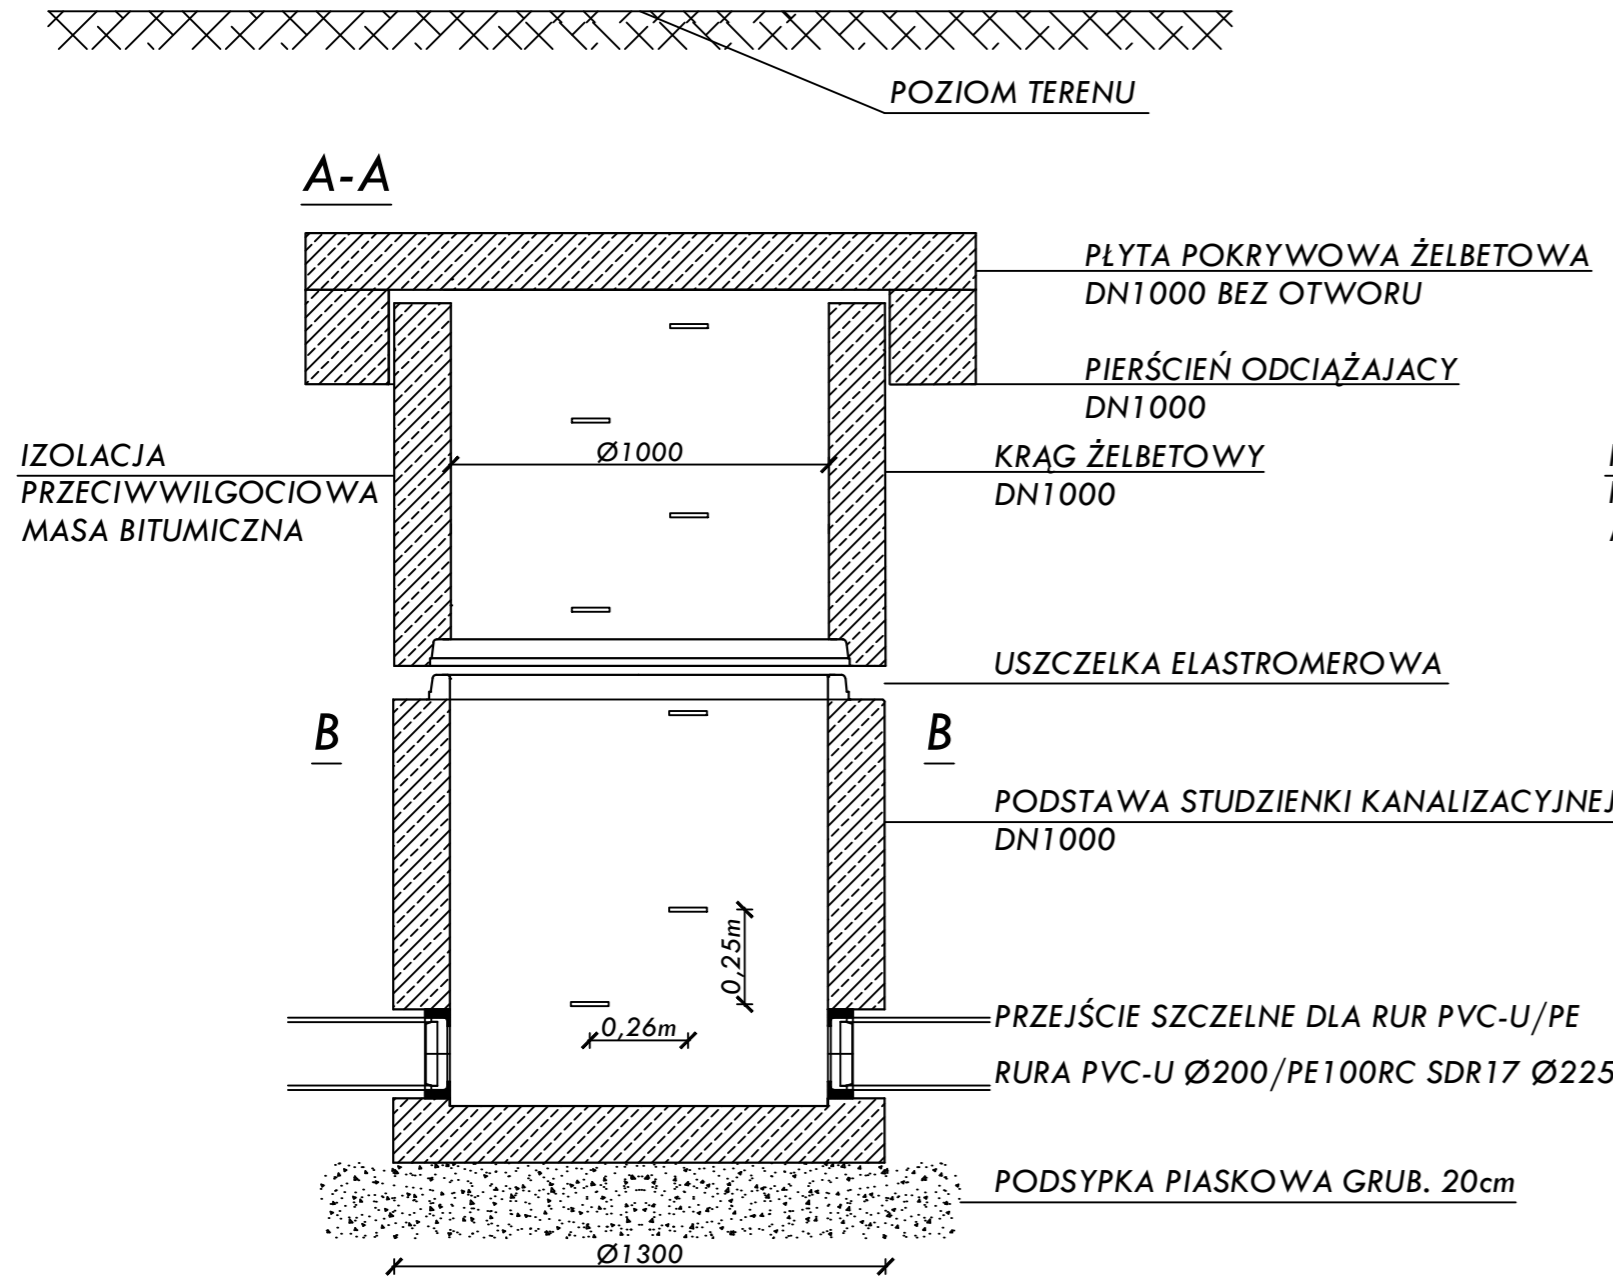 POZIOM TERENU
A-A
PŁYTA POKRYWOWA ŻELBETOWA
DN1000 BEZ OTWORU
PIERŚCIEŃ ODCIĄŻAJACY
DN1000
IZOLACJA
PRZECIWWILGOCIOWA
MASA BITUMICZNA
Ø1000
KRĄG ŻELBETOWY
DN1000
USZCZELKA ELASTROMEROWA
B
B
PODSTAWA STUDZIENKI KANALIZACYJNEJ
DN1000
0,25m
0,26m
PRZEJŚCIE SZCZELNE DLA RUR PVC-U/PE
RURA PVC-U Ø200/PE100RC SDR17 Ø225
PODSYPKA PIASKOWA GRUB. 20cm
Ø1300